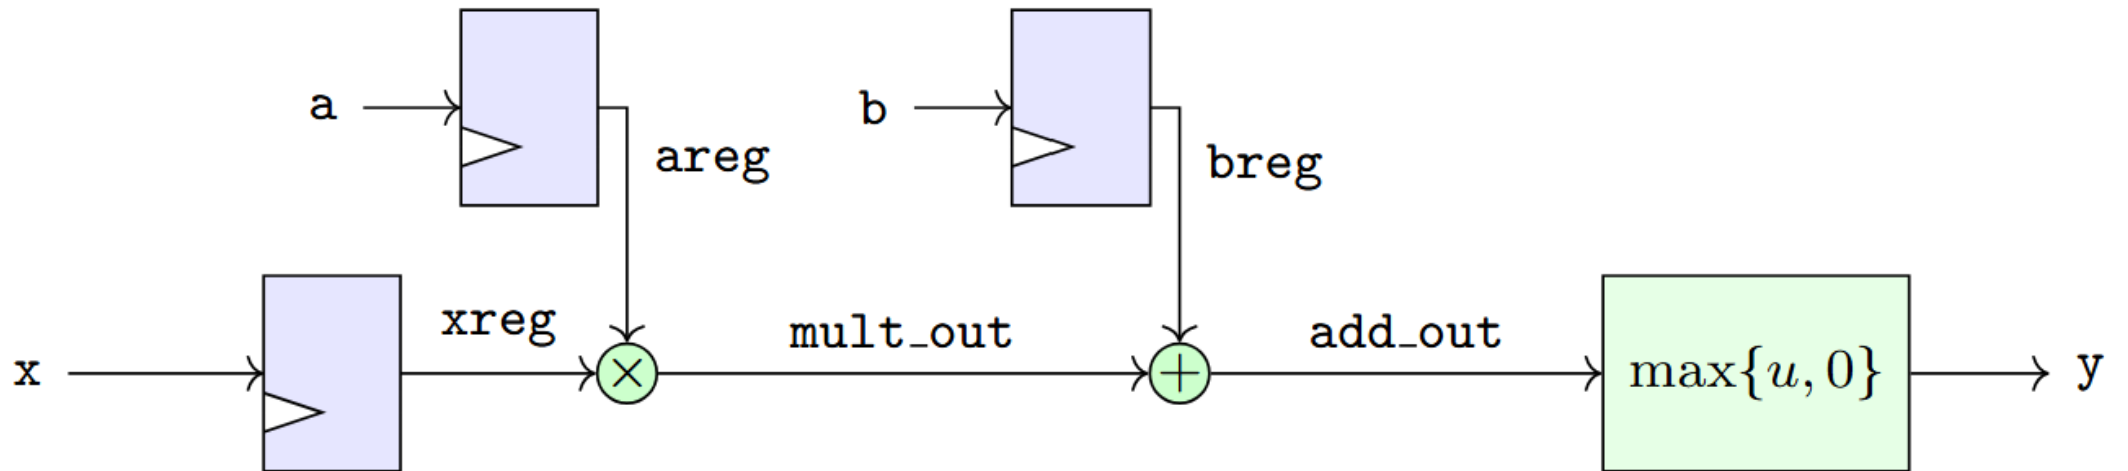 a
areg
b
breg
x
xreg
×
mult_out
+
add_out
max{u, 0}
y